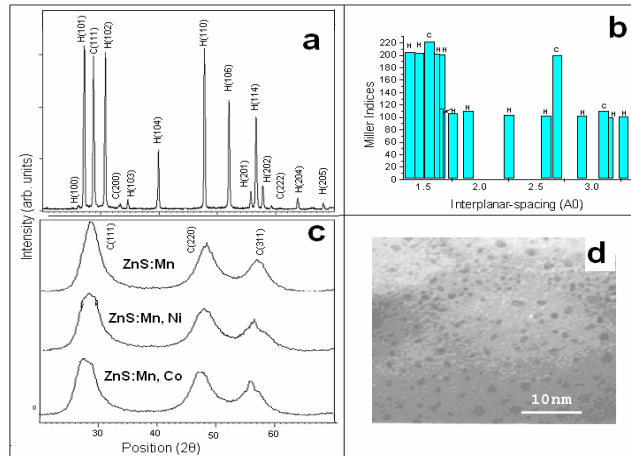 a
H(101)
C(111)
H(102)
H(110)
H(106)
H(114)
H(104)
H(100)
C(200)
H(103)
H(201)
H(202)
C(222)
H(204)
H(205)
Intensity (arb. units)
c
C(111)
C(220)
C(311)
ZnS:Mn
ZnS:Mn, Ni
ZnS:Mn, Co
0
30 40 50 60
Position (2θ)
b
Miller Indices
200
180
160
140
120
100
80
60
40
20
0
H H C H H H H H H C H C H H
1.5 2.0 2.5 3.0
Interplanar-spacing (A0)
d
10nm